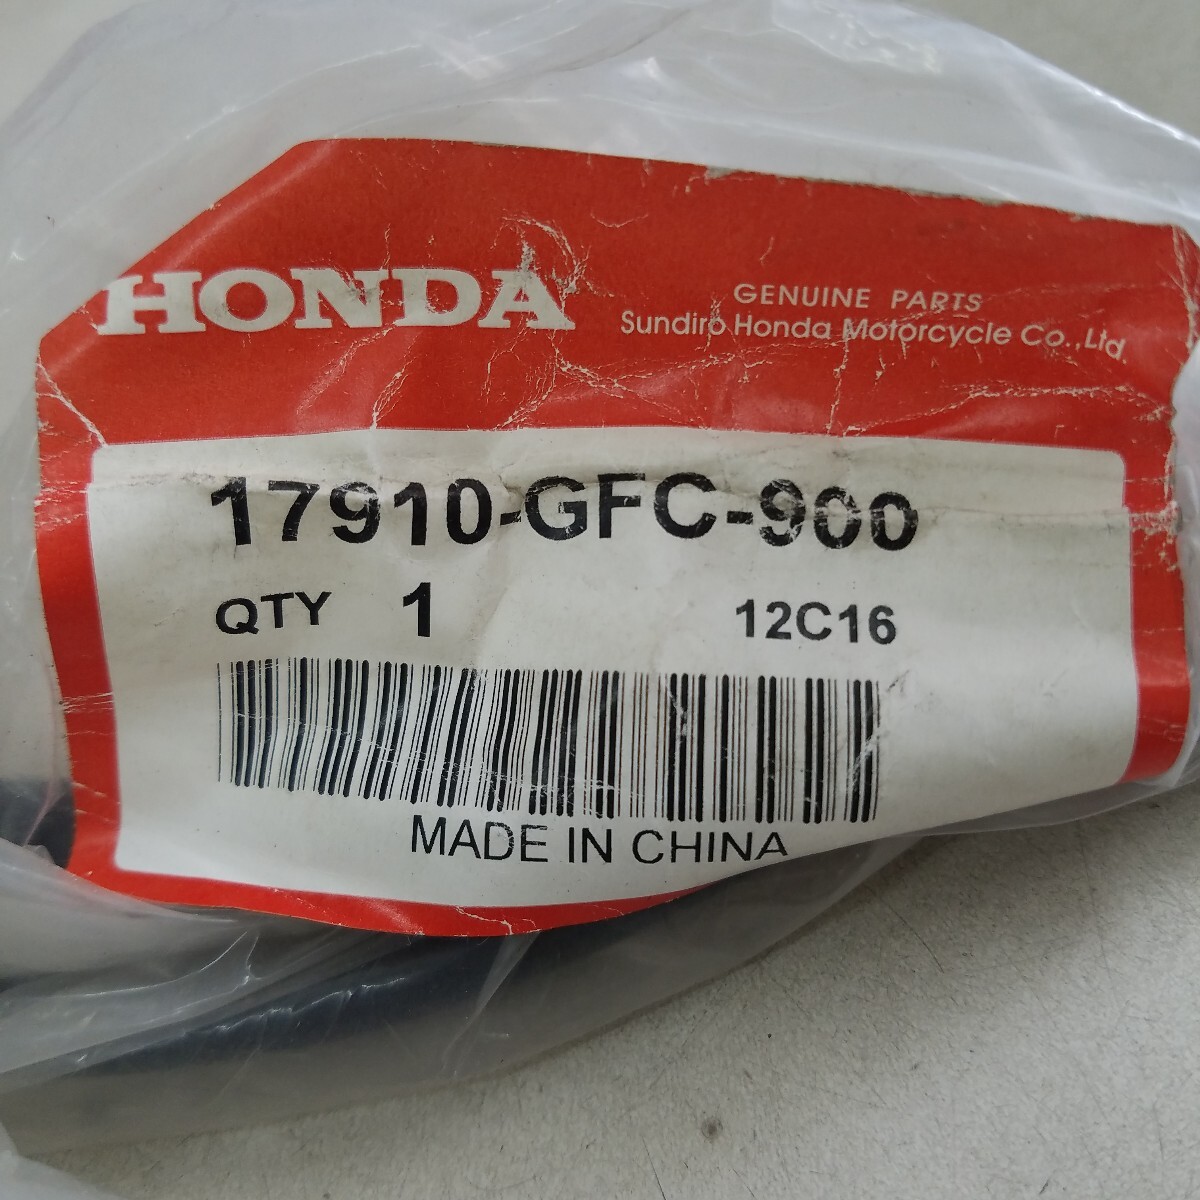 HONDA
GENUINE PARTS
Sundiro Honda Motorcycle Co.,Ltd.
17910-GFC-900
QTY 1 12C16
MADE IN CHINA